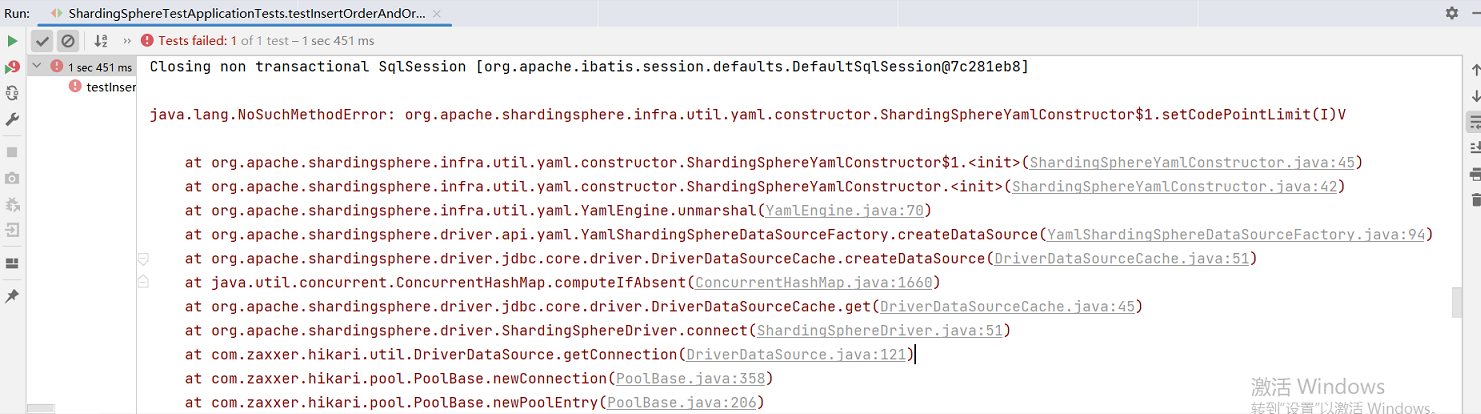 Run: ShardingSphereTestApplicationTests.testInsertOrderAndOr... ×
Tests failed: 1 of 1 test – 1 sec 451 ms
1 sec 451 ms
testInser
Closing non transactional SqlSession [org.apache.ibatis.session.defaults.DefaultSqlSession@7c281eb8]
java.lang.NoSuchMethodError: org.apache.shardingsphere.infra.util.yaml.constructor.ShardingSphereYamlConstructor$1.setCodePointLimit(I)V
at org.apache.shardingsphere.infra.util.yaml.constructor.ShardingSphereYamlConstructor$1.<init>(ShardingSphereYamlConstructor.java:45)
at org.apache.shardingsphere.infra.util.yaml.constructor.ShardingSphereYamlConstructor.<init>(ShardingSphereYamlConstructor.java:42)
at org.apache.shardingsphere.infra.util.yaml.YamlEngine.unmarshal(YamlEngine.java:70)
at org.apache.shardingsphere.driver.api.yaml.YamlShardingSphereDataSourceFactory.createDataSource(YamlShardingSphereDataSourceFactory.java:94)
at org.apache.shardingsphere.driver.jdbc.core.driver.DriverDataSourceCache.createDataSource(DriverDataSourceCache.java:51)
at java.util.concurrent.ConcurrentHashMap.computeIfAbsent(ConcurrentHashMap.java:1660)
at org.apache.shardingsphere.driver.jdbc.core.driver.DriverDataSourceCache.get(DriverDataSourceCache.java:45)
at org.apache.shardingsphere.driver.ShardingSphereDriver.connect(ShardingSphereDriver.java:51)
at com.zaxxer.hikari.util.DriverDataSource.getConnection(DriverDataSource.java:121)
at com.zaxxer.hikari.pool.PoolBase.newConnection(PoolBase.java:358)
at com.zaxxer.hikari.pool.PoolBase.newPoolEntry(PoolBase.java:206)
激活 Windows
转到"设置"以激活 Windows。